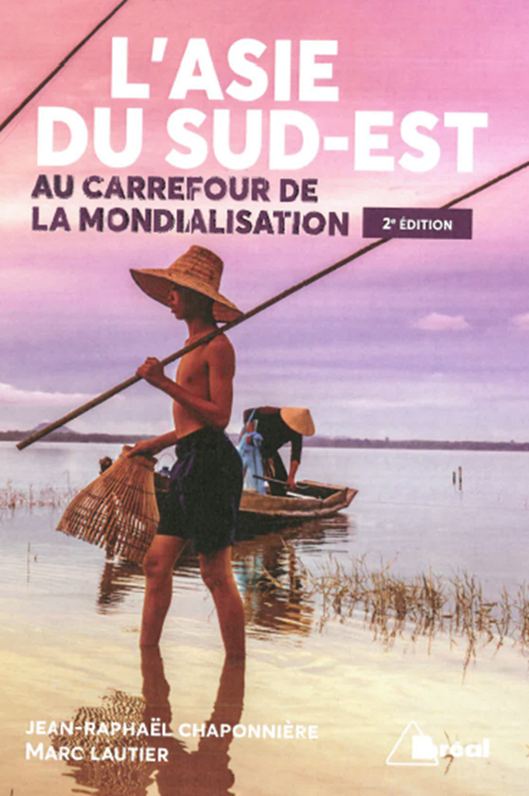 L'ASIE
DU SUD-EST
AU CARREFOUR DE
LA MONDIALISATION
2e ÉDITION
JEAN-RAPHAËL CHAPONNIÈRE
MARC LAUTIER
Bréal